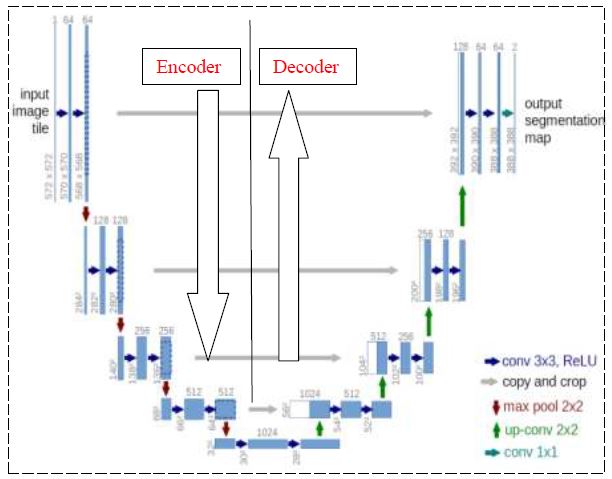 1 64 64
128 64 64 2
Encoder
Decoder
input
image
tile
output
segmentation
map
572 x 572
570 x 570
568 x 568
392 x 392
390 x 390
388 x 388
388 x 388
128 128
256 128
284²
282²
280²
200²
198²
196²
256 256
512 256
140²
138²
136²
104²
102²
100²
512 512
1024 512
68²
66²
64²
56²
54²
52²
1024
32²
30²
28²
conv 3x3, ReLU
copy and crop
max pool 2x2
up-conv 2x2
conv 1x1